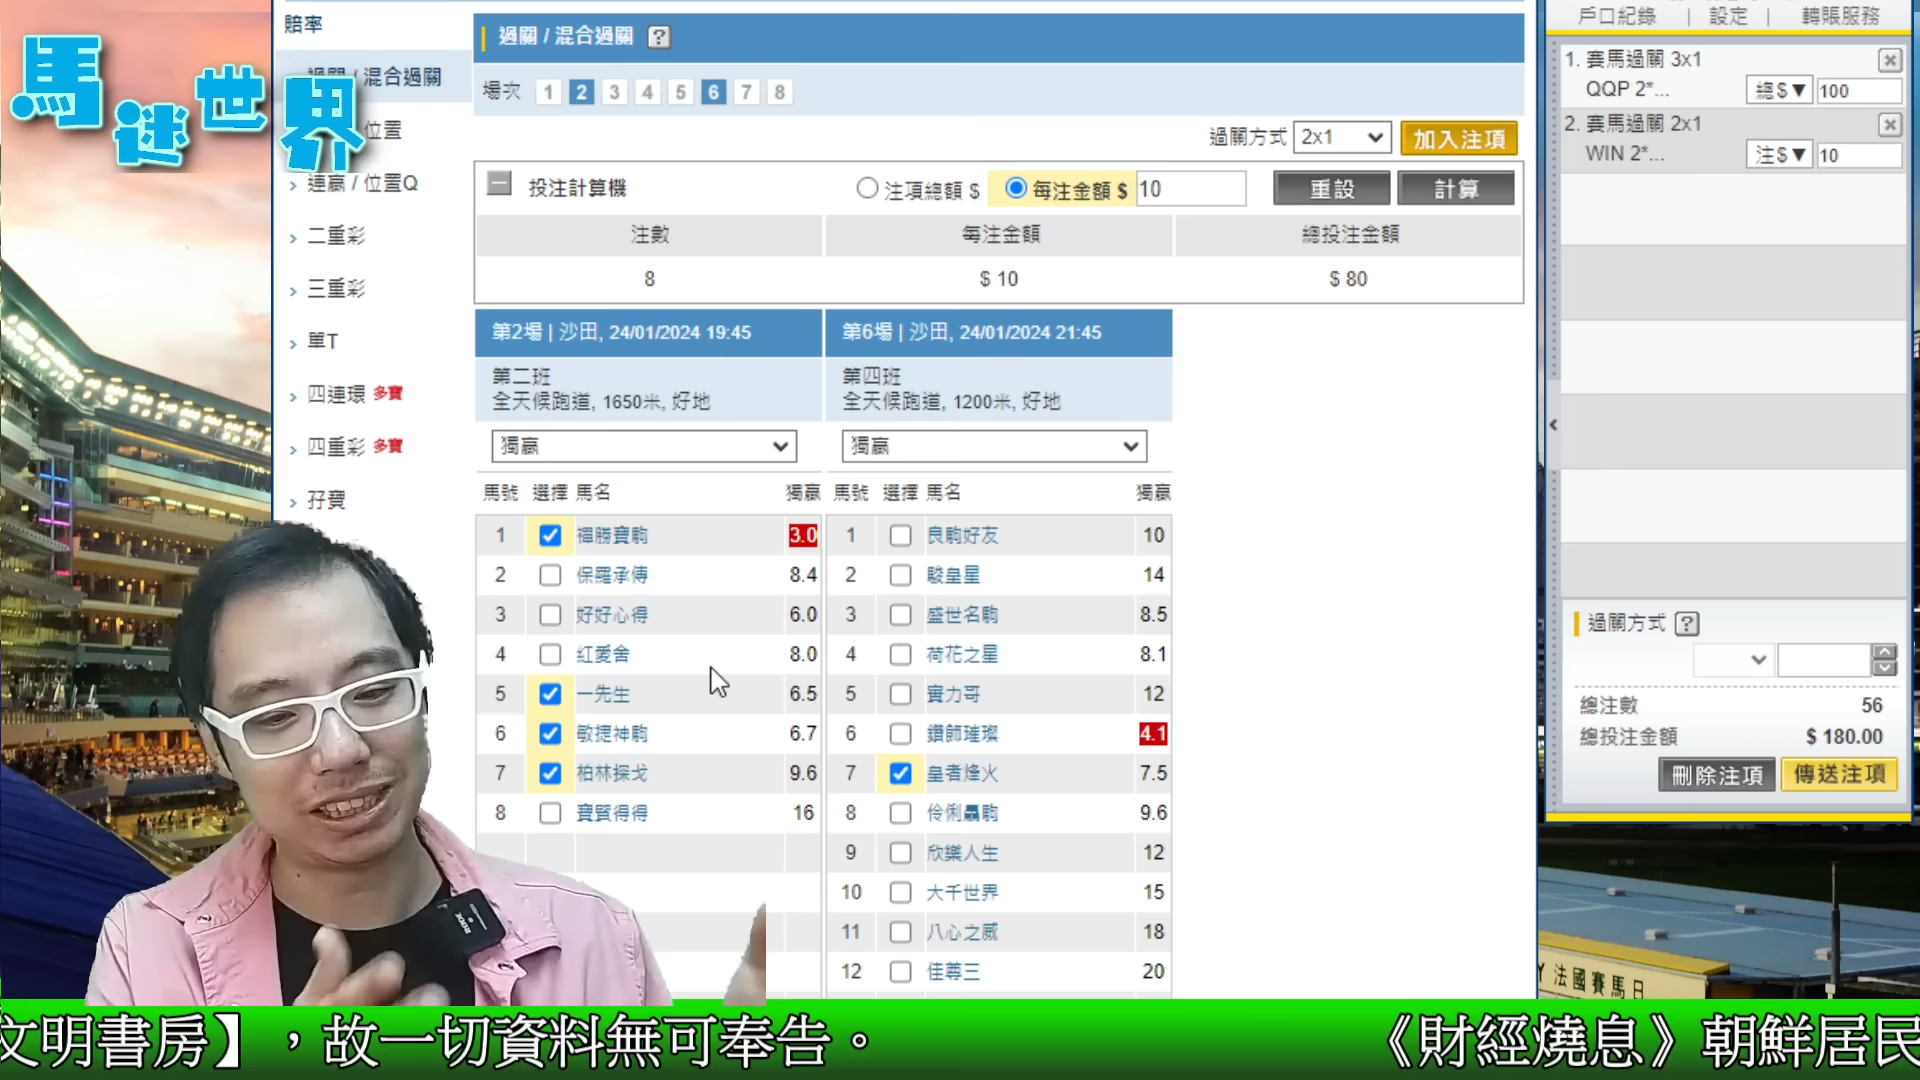 馬迷世界
賠率
過關 / 混合過關
位置
連贏 / 位置Q
二重彩
三重彩
單T
四連環 多寶
四重彩 多寶
孖寶
過關 / 混合過關 ?
場次 1 2 3 4 5 6 7 8
過關方式 2x1 加入注項
投注計算機 注項總額 $ 每注金額 $ 10 重設 計算
注數 每注金額 總投注金額
8 $ 10 $ 80
第2場 | 沙田, 24/01/2024 19:45
第二班
全天候跑道, 1650米, 好地
獨贏
馬號 選擇 馬名 獨贏
1 禪勝寶駒 3.0
2 保羅承傳 8.4
3 好好心得 6.0
4 紅愛舍 8.0
5 一先生 6.5
6 敏捷神駒 6.7
7 柏林探戈 9.6
8 寶賢得得 16
第6場 | 沙田, 24/01/2024 21:45
第四班
全天候跑道, 1200米, 好地
獨贏
馬號 選擇 馬名 獨贏
1 良駒好友 10
2 駿皇星 14
3 盛世名駒 8.5
4 荷花之星 8.1
5 實力哥 12
6 鑽飾璀璨 4.1
7 皇者烽火 7.5
8 伶俐驫駒 9.6
9 欣樂人生 12
10 大千世界 15
11 八心之威 18
12 佳尊三 20
戶口紀錄 | 設定 | 轉賬服務
1. 賽馬過關 3x1
QQP 2*... 總$ 100
2. 賽馬過關 2x1
WIN 2*... 注$ 10
過關方式 ?
總注數 56
總投注金額 $ 180.00
刪除注項 傳送注項
RODE
Y 法國賽馬日
文明書房】，故一切資料無可奉告。 《財經燒息》朝鮮居民